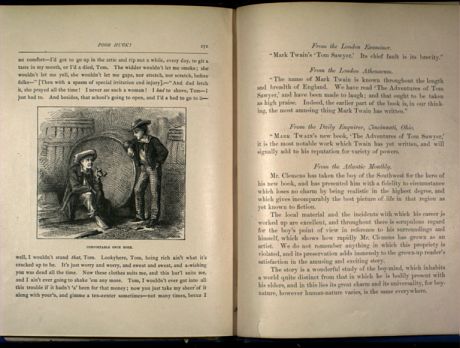 POOR HUCK! 271
me comfort—I'd got to go up in the attic and rip out a while, every day, to git a
taste in my mouth, or I'd a died, Tom. The widder wouldn't let me smoke; she
wouldn't let me yell, she wouldn't let me gape, nor stretch, nor scratch, before
folks—" [Then with a spasm of special irritation and injury],—"And dad fetch
it, she prayed all the time! I never see such a woman! I had to shove, Tom—I
just had to. And besides, that school's going to open, and I'd a had to go to it—
COMFORTABLE ONCE MORE.
well, I wouldn't stand that, Tom. Lookyhere, Tom, being rich ain't what it's
cracked up to be. It's just worry and worry, and sweat and sweat, and a-wishing
you was dead all the time. Now these clothes suits me, and this bar'l suits me,
and I ain't ever going to shake 'em any more. Tom, I wouldn't ever got into all
this trouble if it hadn't 'a' been for that money; now you just take my sheer of it
along with your'n, and gimme a ten-center sometimes—not many times, becuz I
From the London Examiner.
"Mark Twain's 'Tom Sawyer.' Its chief fault is its brevity."
From the London Athenæum.
"The name of Mark Twain is known throughout the length
and breadth of England. We have read 'The Adventures of Tom
Sawyer,' and have been made to laugh; and that ought to be taken
as high praise. Indeed, the earlier part of the book is, in our think-
ing, the most amusing thing Mark Twain has written."
From the Daily Enquirer, Cincinnati, Ohio.
"MARK TWAIN'S new book, 'The Adventures of Tom Sawyer,'
it is the most notable work which Twain has yet written, and will
signally add to his reputation for variety of powers.
From the Atlantic Monthly.
Mr. Clemens has taken the boy of the Southwest for the hero of
his new book, and has presented him with a fidelity to circumstance
which loses no charm by being realistic in the highest degree, and
which gives incomparably the best picture of life in that region as
yet known to fiction.
The local material and the incidents with which his career is
worked up are excellent, and throughout there is scrupulous regard
for the boy's point of view in reference to his surroundings and
himself, which shows how rapidly Mr. Clemens has grown as an
artist. We do not remember anything in which this propriety is
violated, and its preservation adds immensely to the grown-up reader's
satisfaction in the amusing and exciting story.
The story is a wonderful study of the boy-mind, which inhabits
a world quite distinct from that in which he is bodily present with
his elders, and in this lies its great charm and its universality, for boy-
nature, however human-nature varies, is the same everywhere.